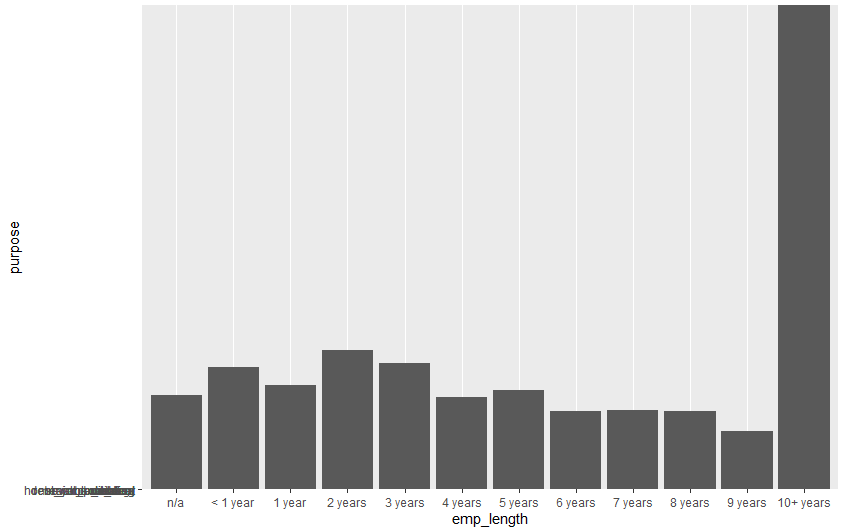 purpose
n/a
< 1 year
1 year
2 years
3 years
4 years
5 years
6 years
7 years
8 years
9 years
10+ years
emp_length